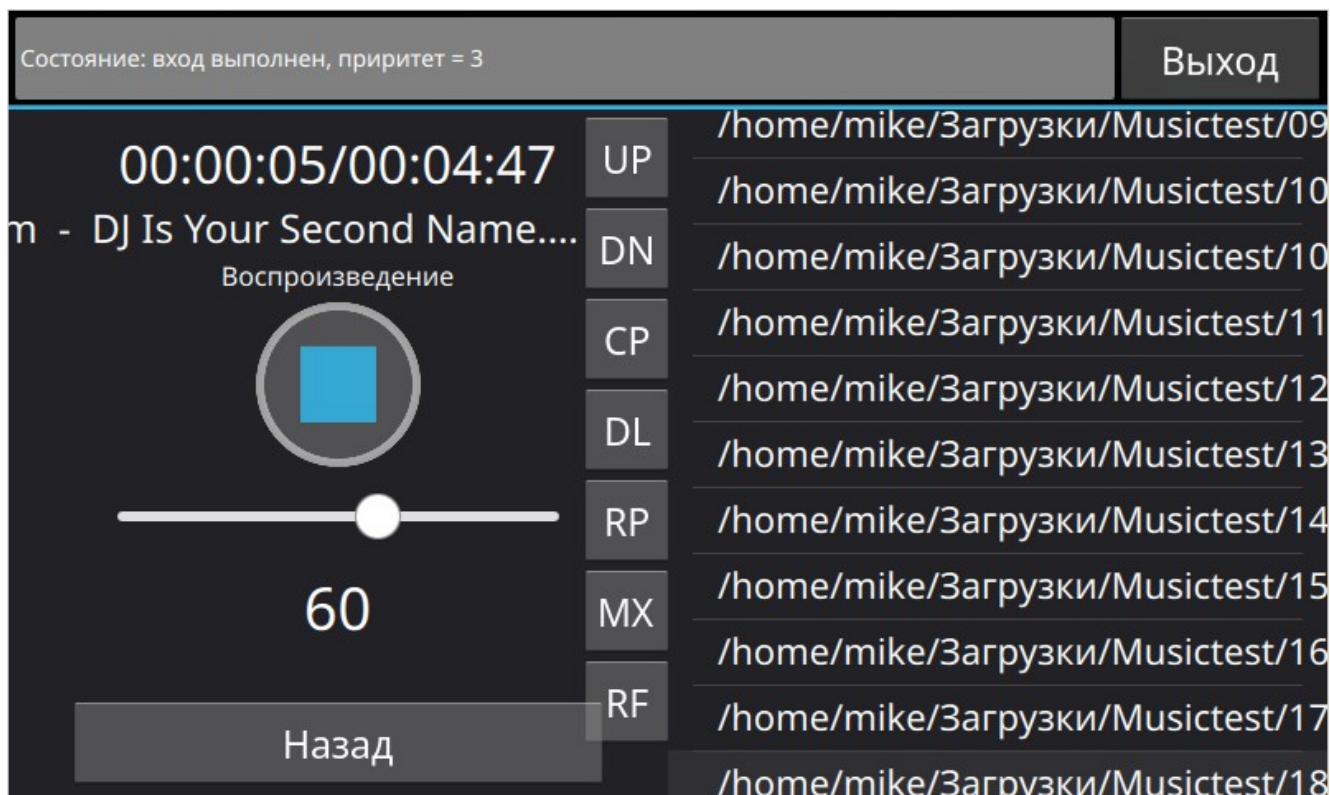 Состояние: вход выполнен, приритет = 3
Выход
00:00:05/00:04:47
m - DJ Is Your Second Name....
Воспроизведение
60
Назад
UP
DN
CP
DL
RP
MX
RF
/home/mike/Загрузки/Musictest/09
/home/mike/Загрузки/Musictest/10
/home/mike/Загрузки/Musictest/10
/home/mike/Загрузки/Musictest/11
/home/mike/Загрузки/Musictest/12
/home/mike/Загрузки/Musictest/13
/home/mike/Загрузки/Musictest/14
/home/mike/Загрузки/Musictest/15
/home/mike/Загрузки/Musictest/16
/home/mike/Загрузки/Musictest/17
/home/mike/Загрузки/Musictest/18